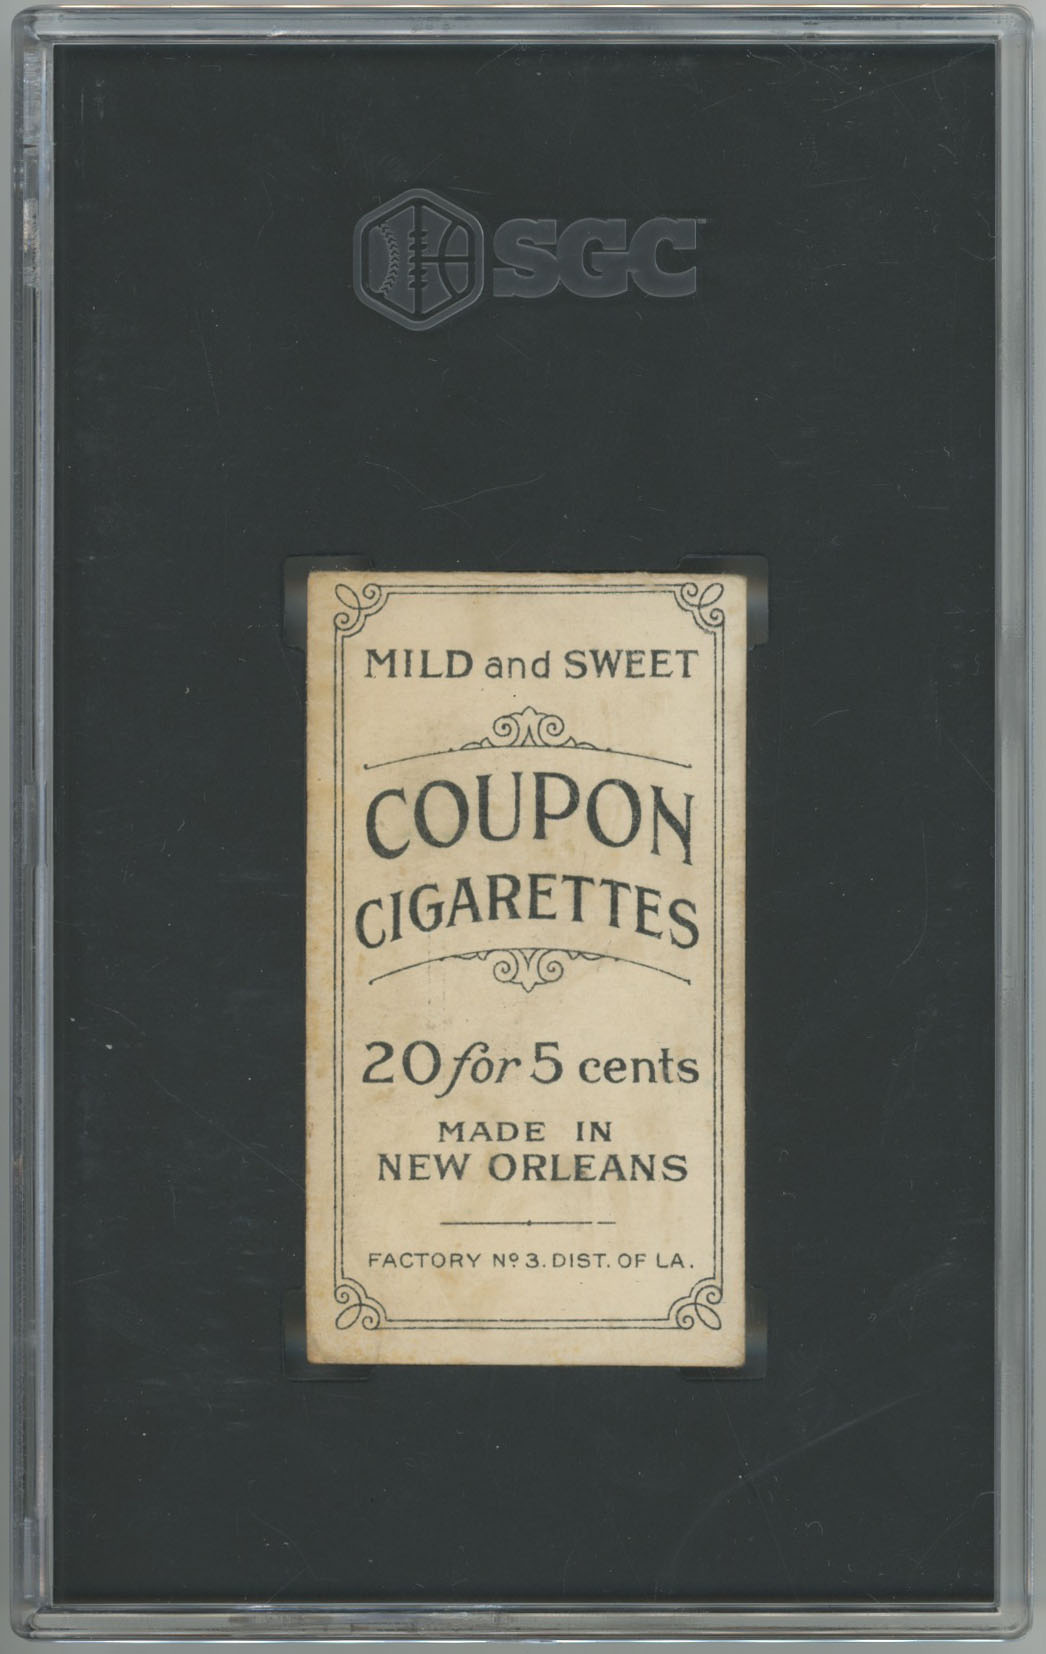 SGC
MILD and SWEET
COUPON
CIGARETTES
20 for 5 cents
MADE IN
NEW ORLEANS
FACTORY Nº 3. DIST. OF LA.